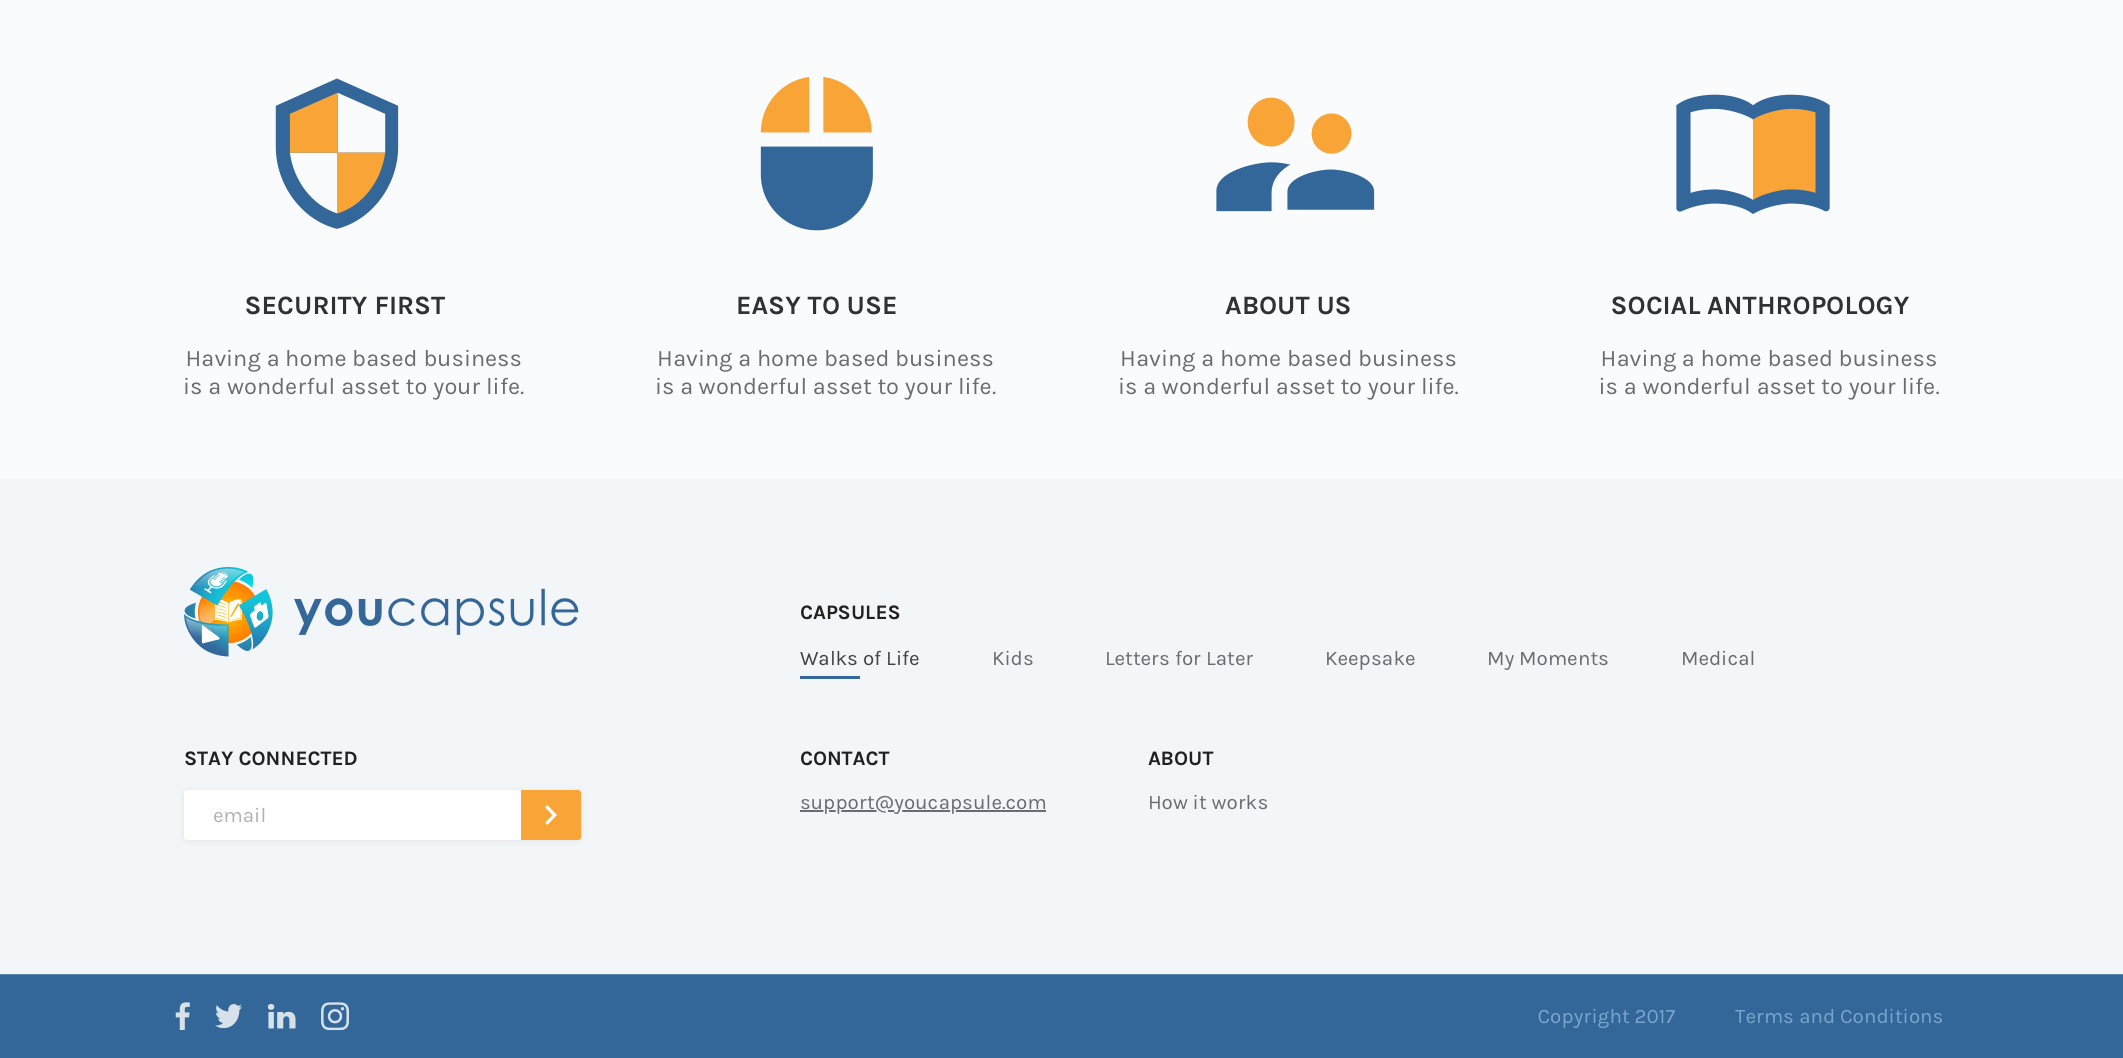 SECURITY FIRST
Having a home based business
is a wonderful asset to your life.
EASY TO USE
Having a home based business
is a wonderful asset to your life.
ABOUT US
Having a home based business
is a wonderful asset to your life.
SOCIAL ANTHROPOLOGY
Having a home based business
is a wonderful asset to your life.
youcapsule
CAPSULES
Walks of Life Kids Letters for Later Keepsake My Moments Medical
STAY CONNECTED
email
CONTACT
support@youcapsule.com
ABOUT
How it works
Copyright 2017 Terms and Conditions